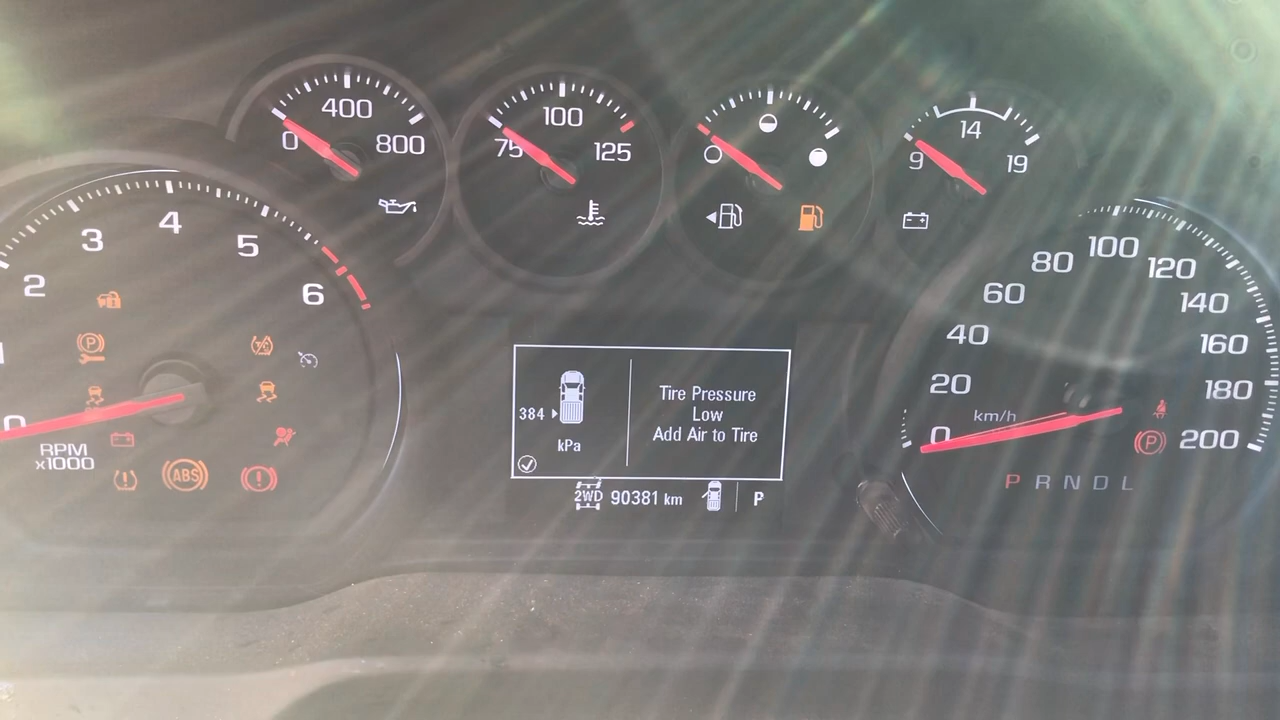 0 400 800
75 100 125
9 14 19
2 3 4 5 6
0
RPM
x1000
P
ABS
384
kPa
Tire Pressure
Low
Add Air to Tire
2WD 90381 km P
0 20 40 60 80 100 120 140 160 180 200
km/h
P
P R N D L